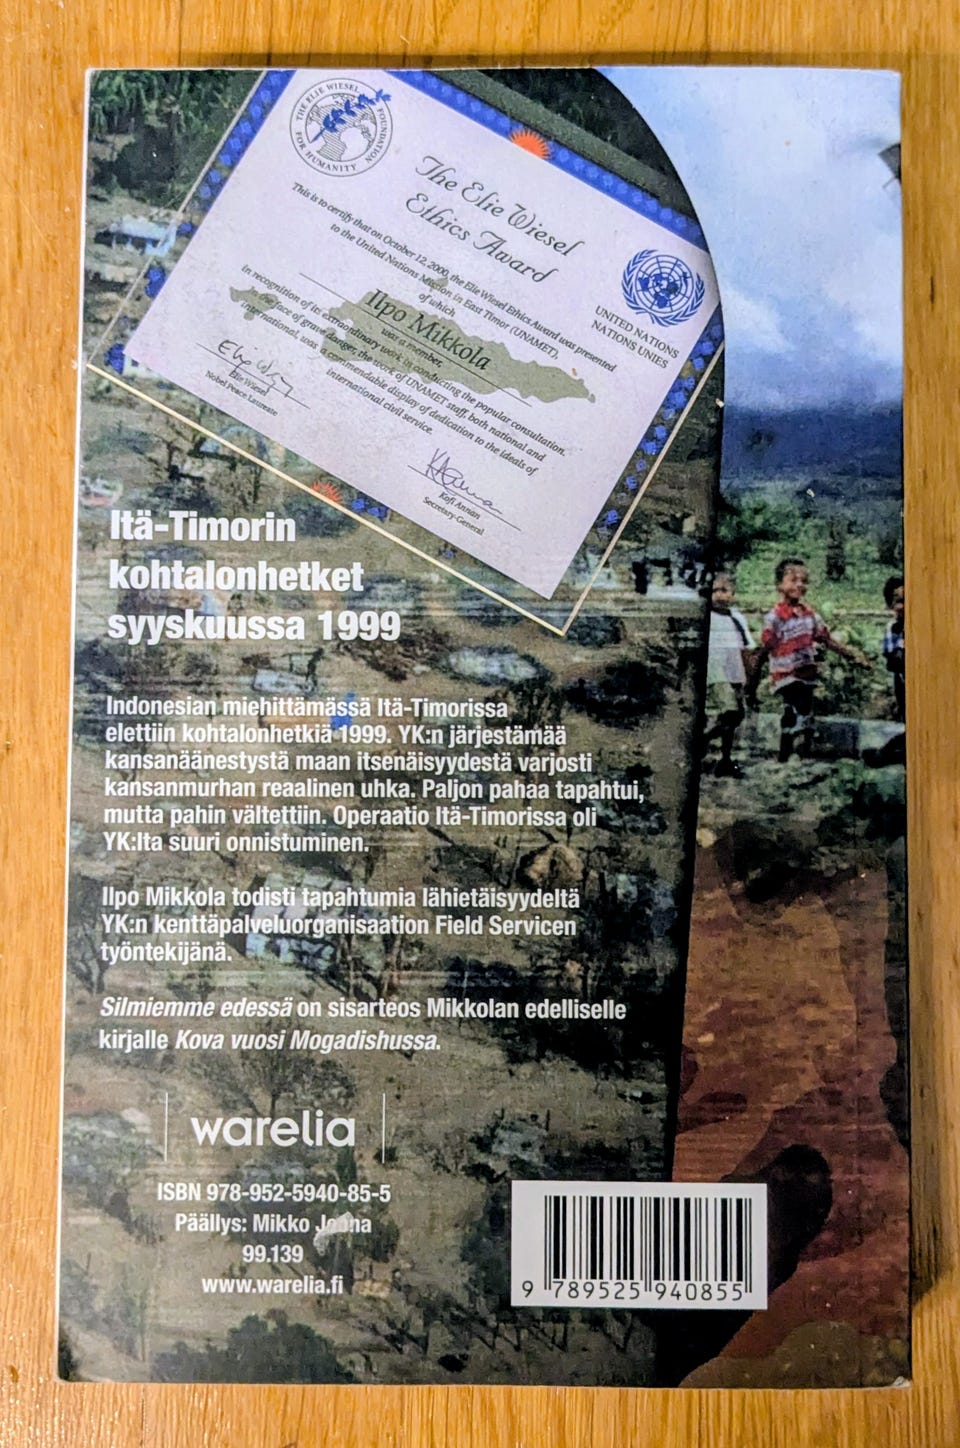 THE ELIE WIESEL FOUNDATION FOR HUMANITY
The Elie Wiesel
Ethics Award
This is to certify that on October 12, 2000, the Elie Wiesel Ethics Award was presented
to the United Nations Mission in East Timor (UNAMET),
of which
Ilpo Mikkola
was a member,
in recognition of its extraordinary work in conducting the popular consultation.
In the face of grave danger, the work of UNAMET staff, both national and
international, was a commendable display of dedication to the ideals of
international civil service.
UNITED NATIONS
NATIONS UNIES
Elie Wiesel
Nobel Peace Laureate
Kofi Annan
Secretary-General
Itä-Timorin
kohtalonhetket
syyskuussa 1999
Indonesian miehittämässä Itä-Timorissa
elettiin kohtalonhetkiä 1999. YK:n järjestämää
kansanäänestystä maan itsenäisyydestä varjosti
kansanmurhan reaalinen uhka. Paljon pahaa tapahtui,
mutta pahin vältettiin. Operaatio Itä-Timorissa oli
YK:lta suuri onnistuminen.
Ilpo Mikkola todisti tapahtumia lähietäisyydeltä
YK:n kenttäpalveluorganisaation Field Servicen
työntekijänä.
Silmiemme edessä on sisarteos Mikkolan edelliselle
kirjalle Kova vuosi Mogadishussa.
warelia
ISBN 978-952-5940-85-5
Päällys: Mikko
99.139
www.warelia.fi
9 789525 940855